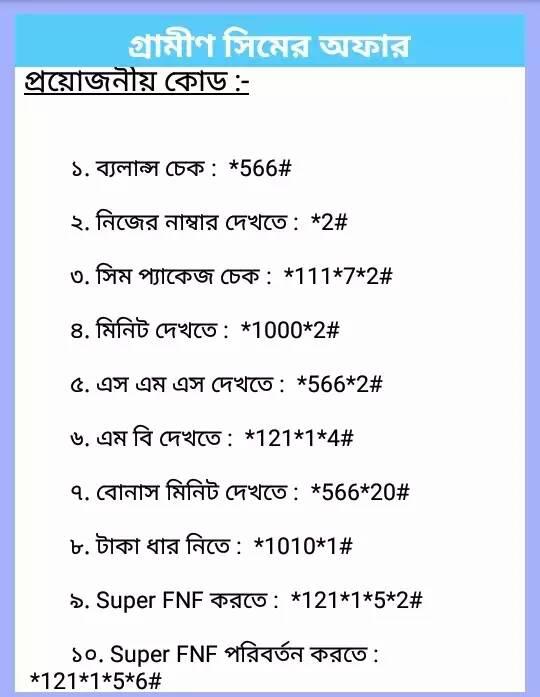 গ্রামীণ সিমের অফার
প্রয়োজনীয় কোড :-
১. ব্যলান্স চেক : *566#
২. নিজের নাম্বার দেখতে : *2#
৩. সিম প্যাকেজ চেক : *111*7*2#
৪. মিনিট দেখতে : *1000*2#
৫. এস এম এস দেখতে : *566*2#
৬. এম বি দেখতে : *121*1*4#
৭. বোনাস মিনিট দেখতে : *566*20#
৮. টাকা ধার নিতে : *1010*1#
৯. Super FNF করতে : *121*1*5*2#
১০. Super FNF পরিবর্তন করতে :
*121*1*5*6#